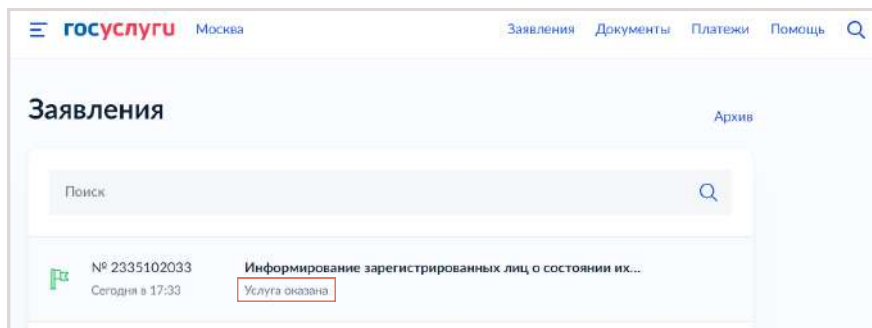 госуслуги Москва Заявления Документы Платежи Помощь
Заявления
Архив
Поиск
№ 2335102033 Информирование зарегистрированных лиц о состоянии их...
Сегодня в 17:33 Услуга оказана